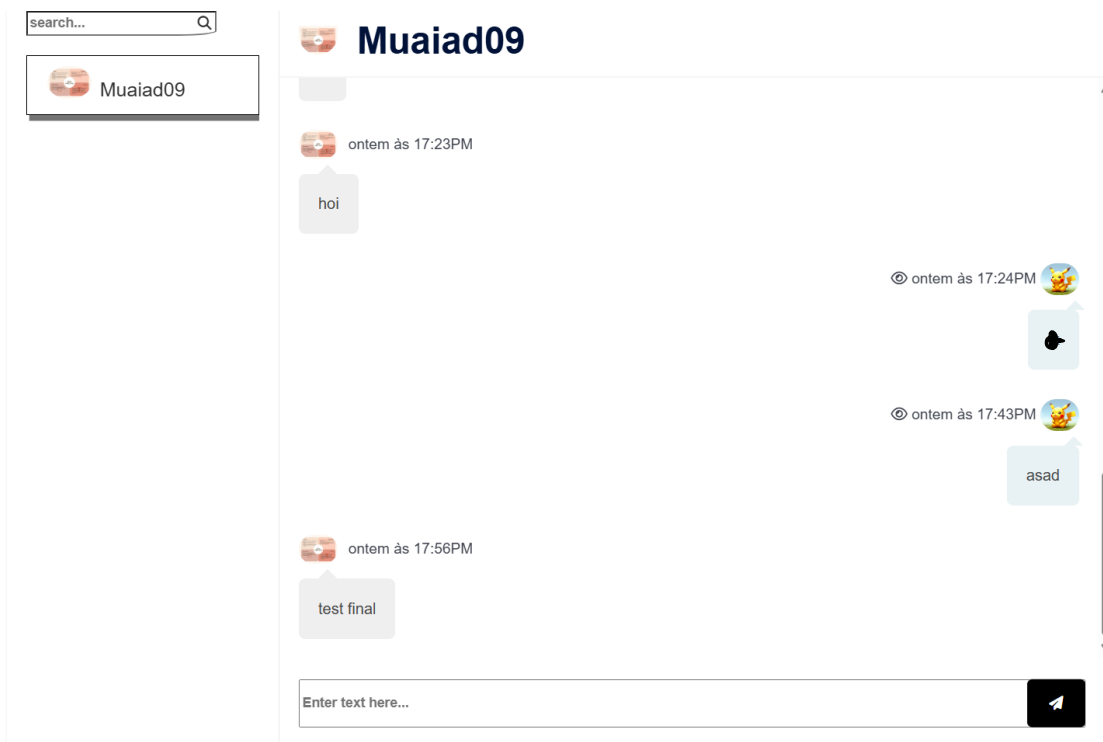 search...
Muaiad09
Muaiad09
ontem às 17:23PM
hoi
ontem às 17:24PM
ontem às 17:43PM
asad
ontem às 17:56PM
test final
Enter text here...